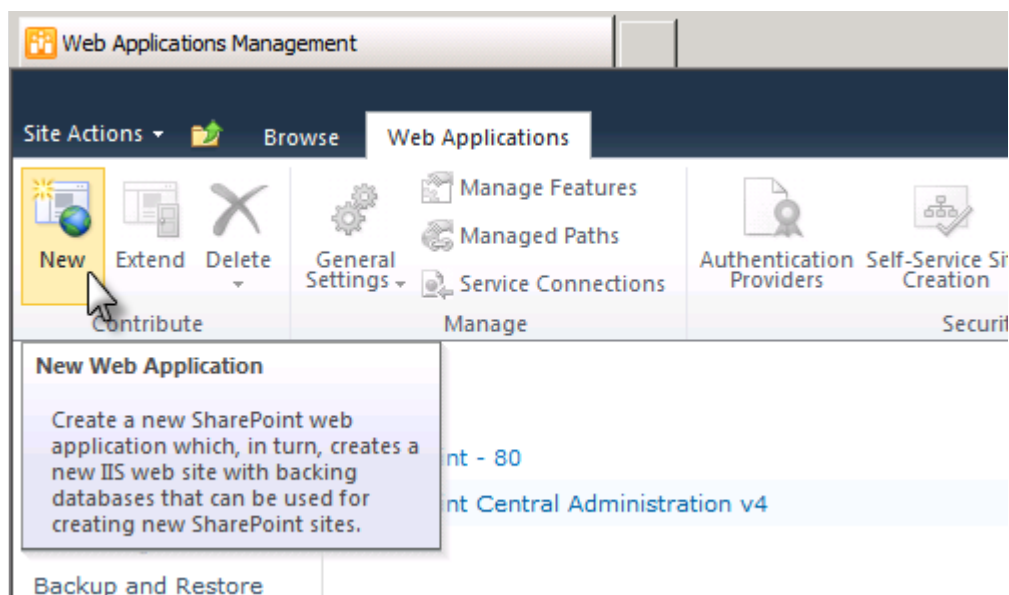 Web Applications Management
Site Actions
Browse
Web Applications
New
Extend
Delete
General
Settings
Manage Features
Managed Paths
Service Connections
Authentication
Providers
Self-Service
Creation
Contribute
Manage
New Web Application
Create a new SharePoint web
application which, in turn, creates a
new IIS web site with backing
databases that can be used for
creating new SharePoint sites.
- 80
Central Administration v4
Backup and Restore